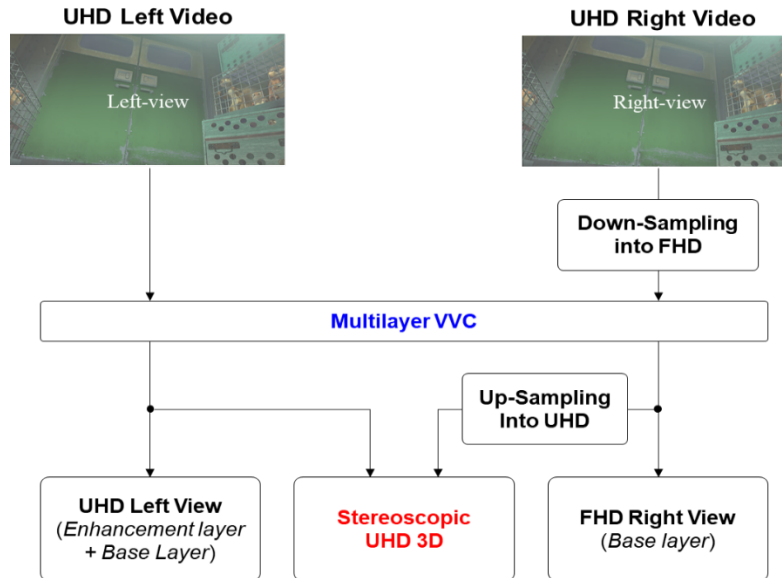 UHD Left Video
UHD Right Video
Left-view
Right-view
Down-Sampling
into FHD
Multilayer VVC
Up-Sampling
Into UHD
UHD Left View
(Enhancement layer
+ Base Layer)
Stereoscopic
UHD 3D
FHD Right View
(Base layer)